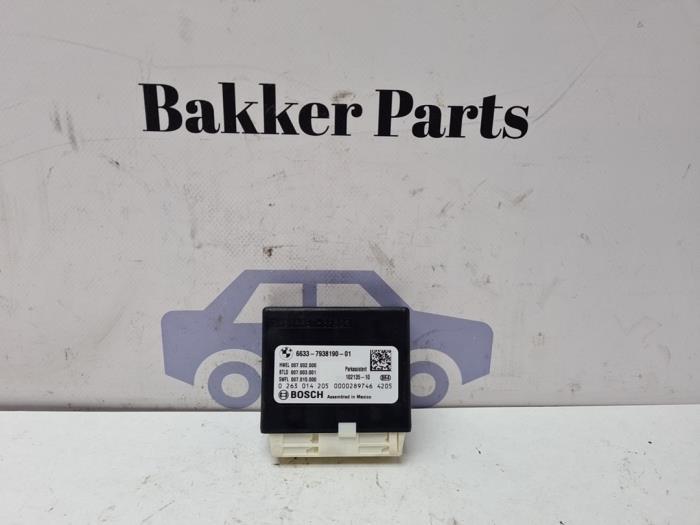 Bakker Parts
6633-7938190-01
HWEL 007.002.000
BTLD 007.003.001
SWFL 007.010.000
Parkassistent
102135-10
0 263 014 205 0000289746 4205
BOSCH Assembled in Mexico